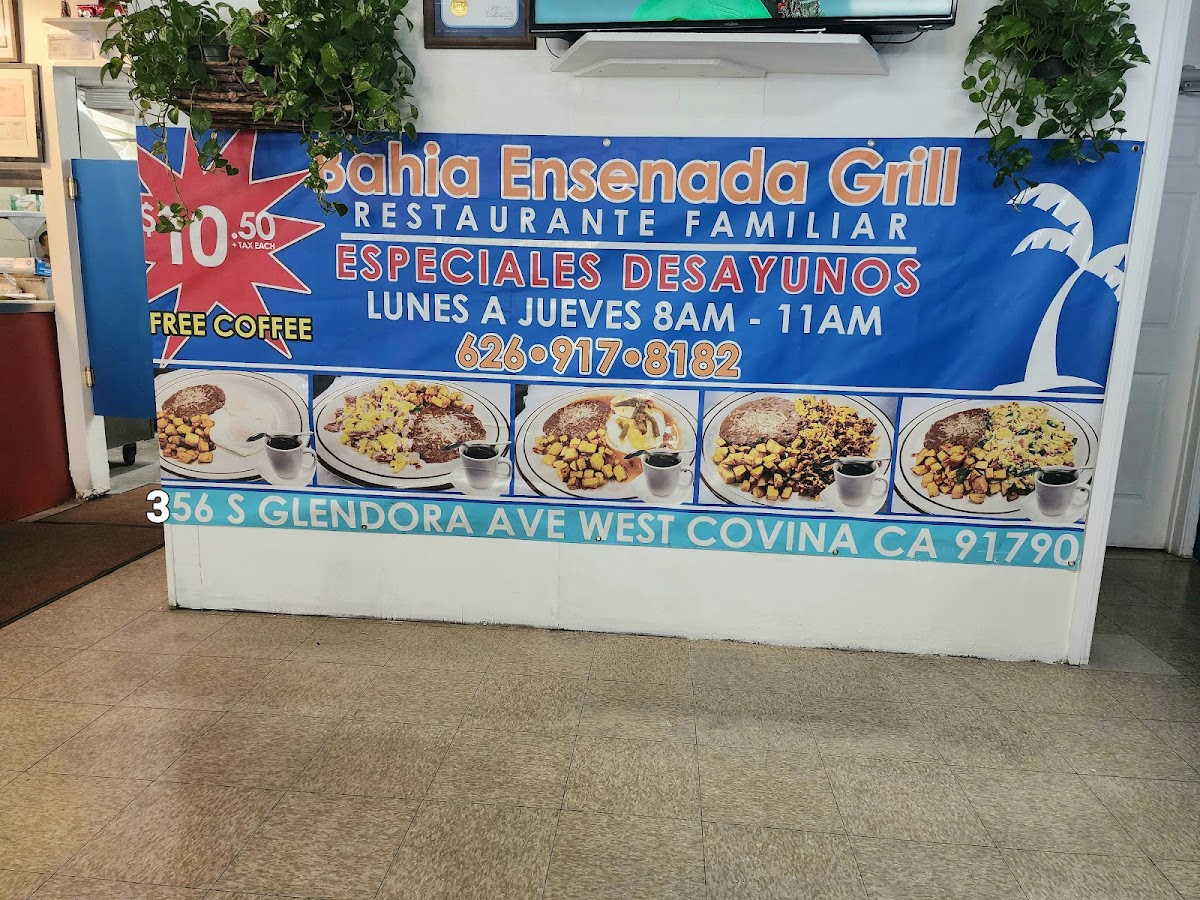 Bahia Ensenada Grill
RESTAURANTE FAMILIAR
ESPECIALES DESAYUNOS
LUNES A JUEVES 8AM - 11AM
626•917•8182
$10.50
+ TAX EACH
FREE COFFEE
356 S GLENDORA AVE WEST COVINA CA 91790